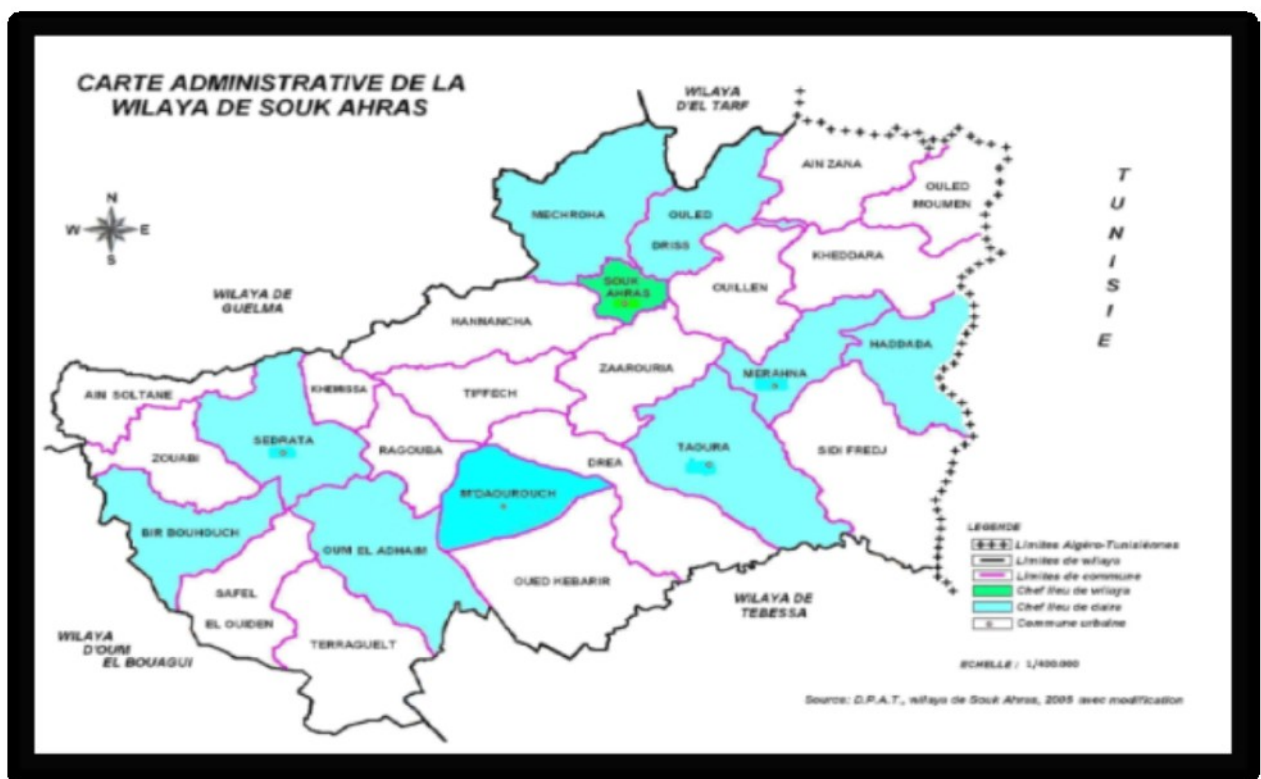 CARTE ADMINISTRATIVE DE LA
WILAYA DE SOUK AHRAS
WILAYA
D'EL TARF
N
W
E
S
AIN ZANA
OULED
MOUMEN
MECHROHA
OULED
DRISS
KHEDDARA
T
U
N
I
S
I
E
SOUK
AHRAS
OUILLEN
WILAYA DE
GUELMA
HANNANCHA
HADDADA
ZAAROURIA
MERAHNA
AIN SOLTANE
KHEMISSA
TIFFECH
SEDRATA
RAGOUBA
TAOURA
SIDI FREDJ
ZOUABI
DREA
M'DAOUROUCH
BIR BOUHOUCH
OUM EL ADHAIM
OUED KEBARIR
SAFEL
EL OUIDEN
TERRAGUELT
WILAYA DE
TEBESSA
WILAYA
D'OUM
EL BOUAGUI
LEGENDE
Limites Algéro-Tunisiénnes
Limites de wilaya
Limites de commune
Chef lieu de wilaya
Chef lieu de daira
Commune urbaine
ECHELLE : 1/400.000
Source: D.P.A.T., wilaya de Souk Ahras, 2005 avec modification